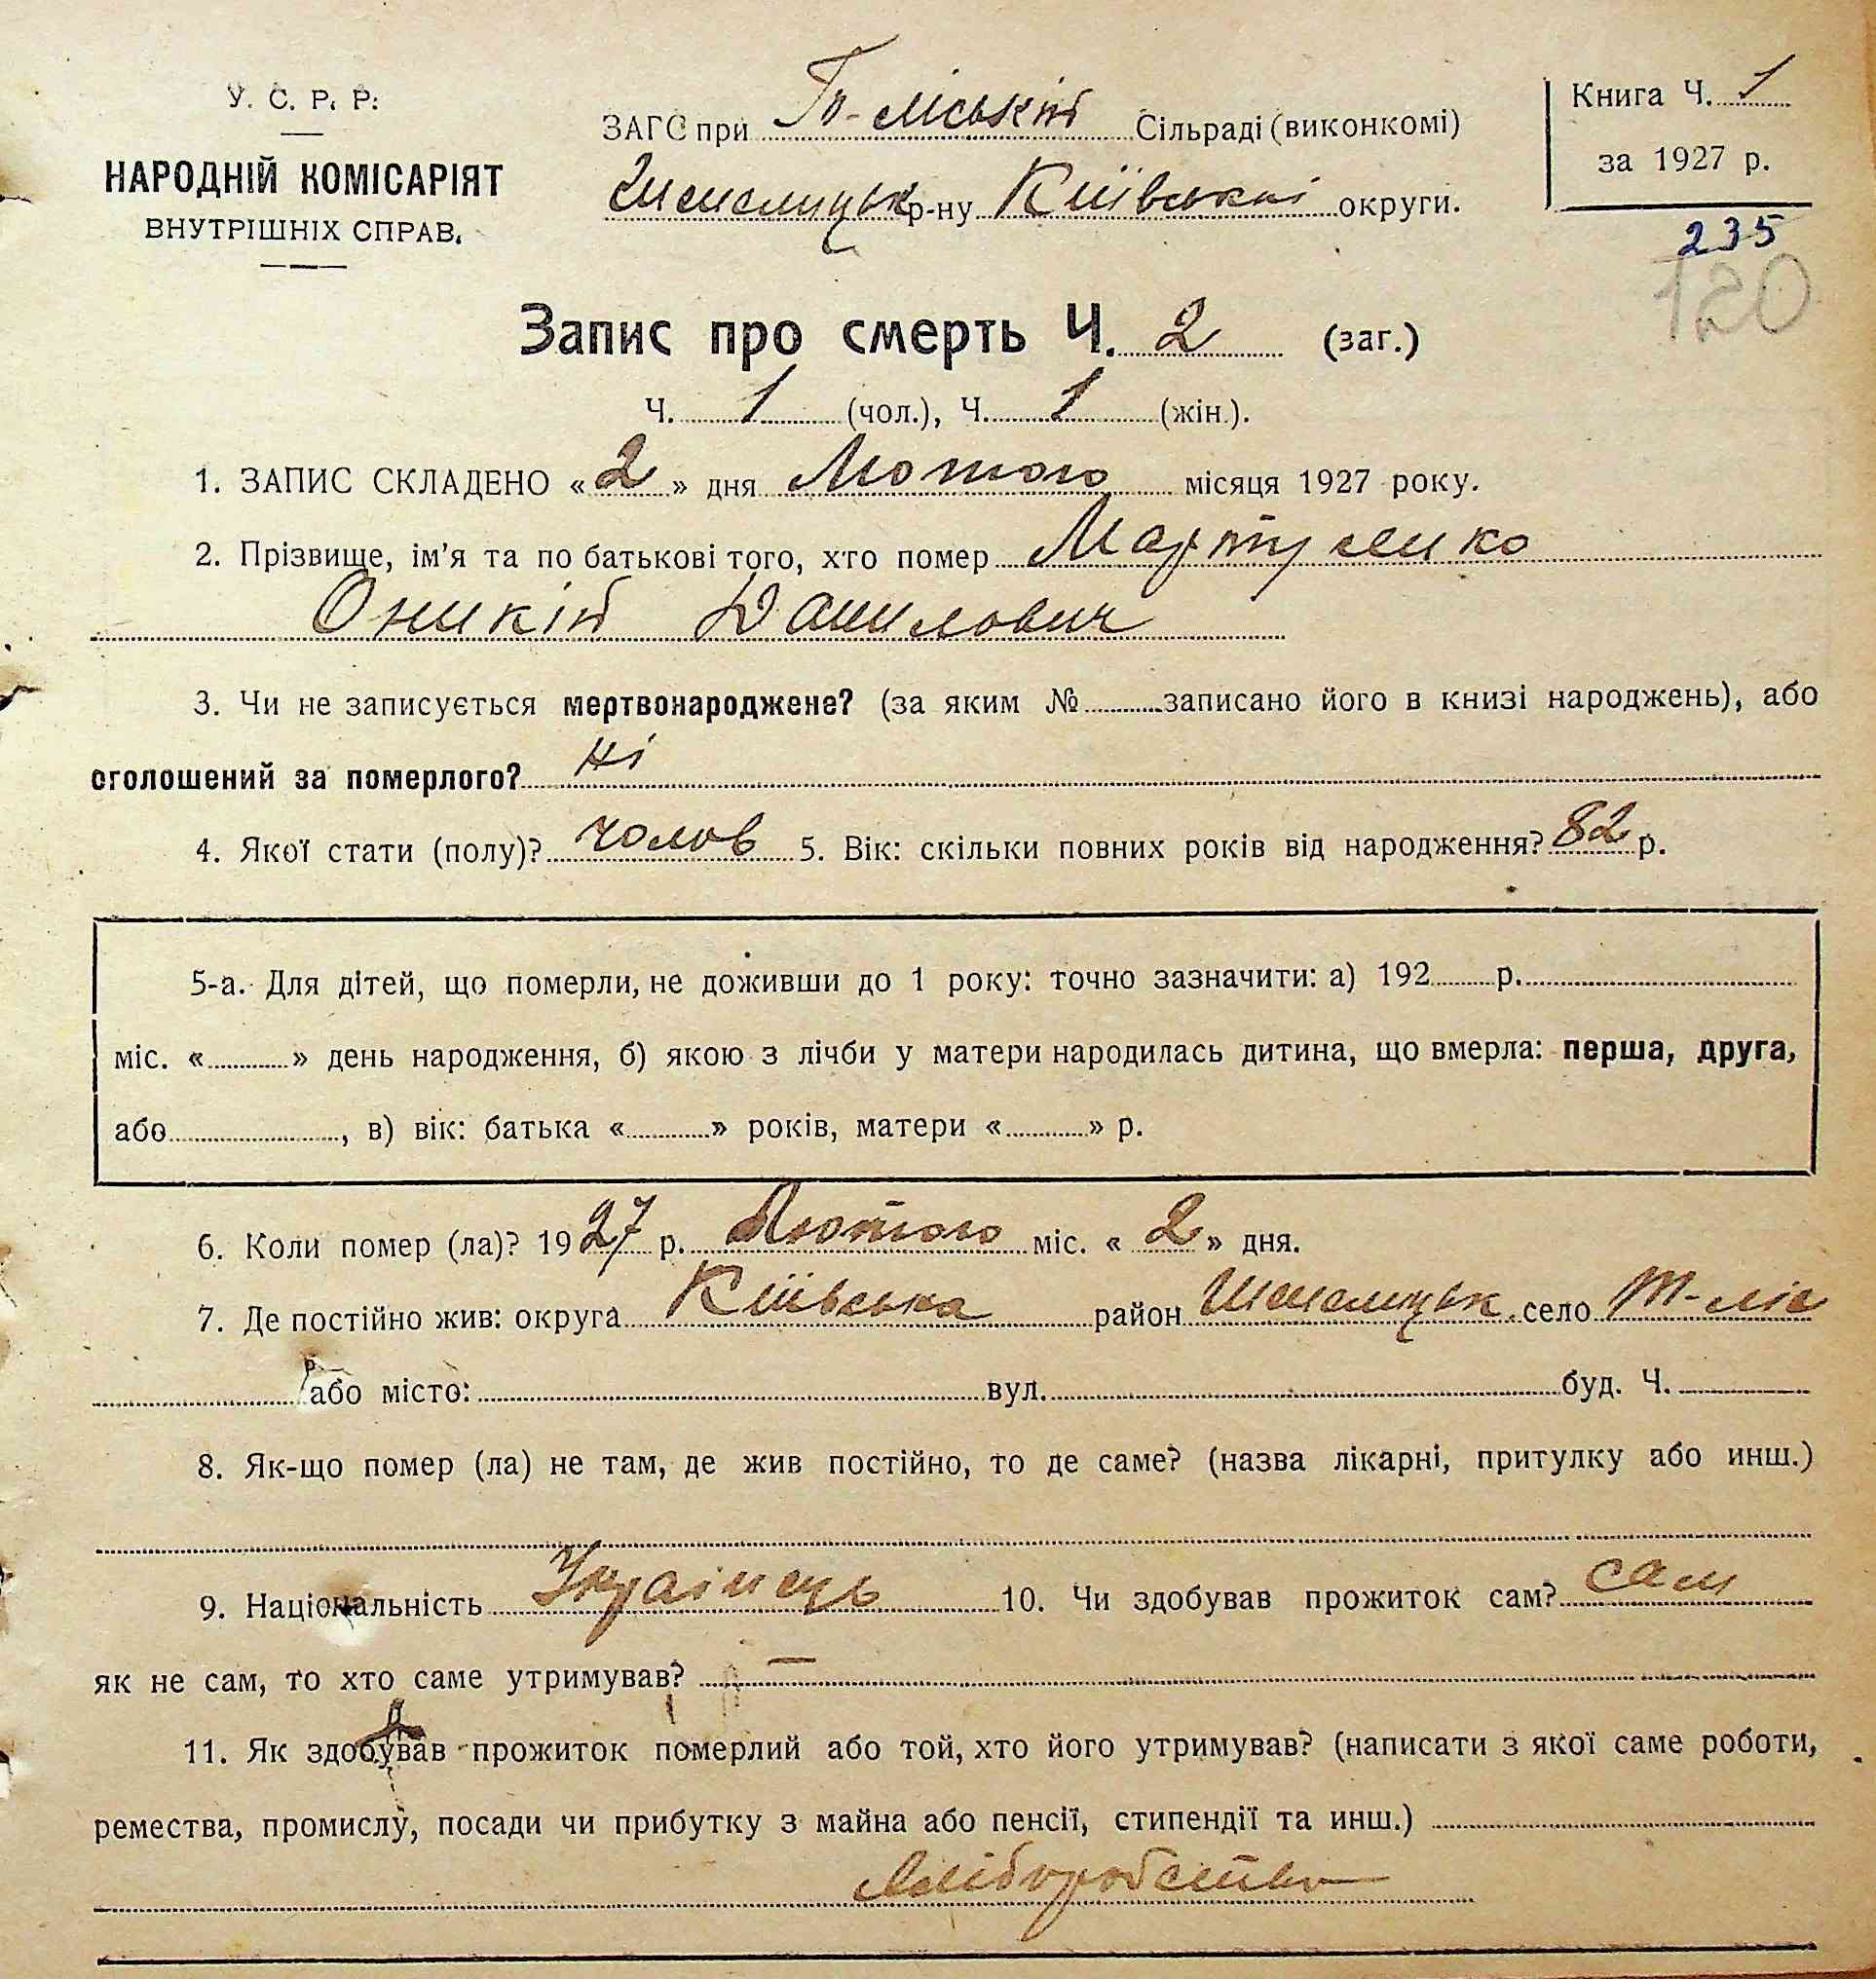 У. С. Р. Р.
НАРОДНІЙ КОМІСАРІЯТ
ВНУТРІШНІХ СПРАВ.
ЗАГС при Сільраді (виконкомі)
р-ну Київської округи.
Книга Ч. 1
за 1927 р.
235
120
Запис про смерть Ч. 2 (заг.)
Ч. 1 (чол.), Ч. 1 (жін.).
1. ЗАПИС СКЛАДЕНО « 2 » дня Лютого місяця 1927 року.
2. Прізвище, ім'я та по батькові того, хто помер
Оникій Данилович
3. Чи не записується мертвонароджене? (за яким № записано його в книзі народжень), або
оголошений за померлого? Ні
4. Якої стати (полу)? чолов 5. Вік: скільки повних років від народження? 82 р.
5-а. Для дітей, що померли, не доживши до 1 року: точно зазначити: а) 192 р.
міс. « » день народження, б) якою з лічби у матери народилась дитина, що вмерла: перша, друга,
або , в) вік: батька « » років, матери « » р.
6. Коли помер (ла)? 1927 р. Лютого міс. « 2 » дня.
7. Де постійно жив: округа Київська район село
або місто: вул. буд. Ч.
8. Як-що помер (ла) не там, де жив постійно, то де саме? (назва лікарні, притулку або инш.)
9. Національність Українець 10. Чи здобував прожиток сам? сам
як не сам, то хто саме утримував? —
11. Як здобував прожиток померлий або той, хто його утримував? (написати з якої саме роботи,
ремества, промислу, посади чи прибутку з майна або пенсії, стипендії та инш.)
Хліборобство